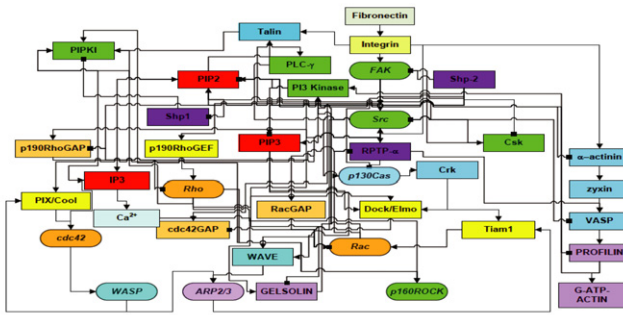 Fibronectin
Talin
Integrin
PIPKI
PLC-γ
FAK
PIP2
PI3 Kinase
Shp-2
Shp1
Src
p190RhoGAP
p190RhoGEF
PIP3
RPTP-α
Csk
α-actinin
p130Cas
Crk
IP3
Rho
zyxin
PIX/Cool
Ca²⁺
RacGAP
Dock/Elmo
VASP
cdc42
cdc42GAP
Rac
Tiam1
PROFILIN
WAVE
WASP
ARP2/3
GELSOLIN
p160ROCK
G-ATP-
ACTIN